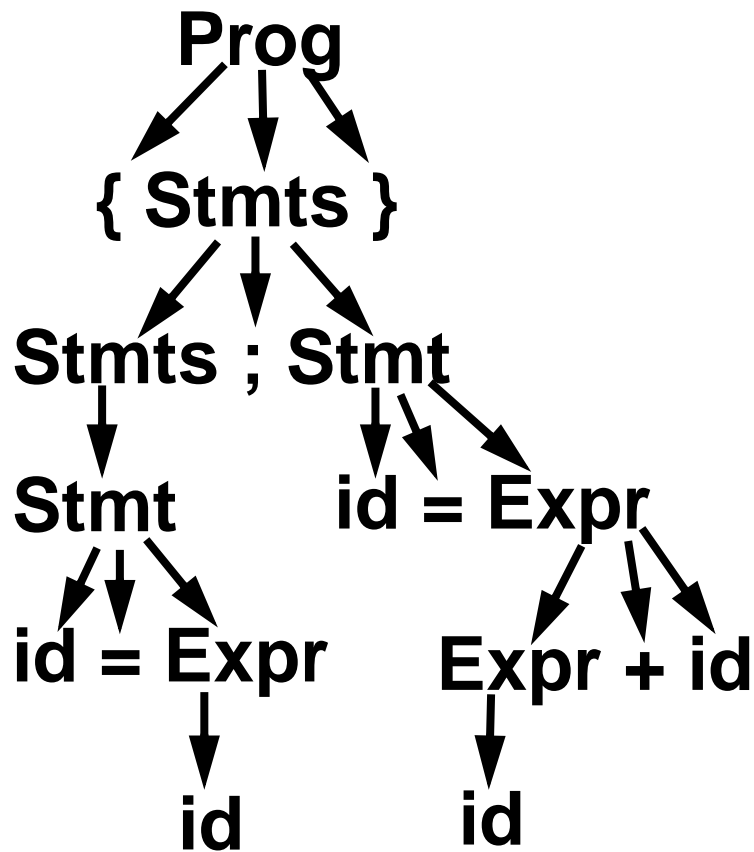 Prog
{ Stmts }
Stmts ; Stmt
Stmt
id = Expr
id = Expr
Expr + id
id
id